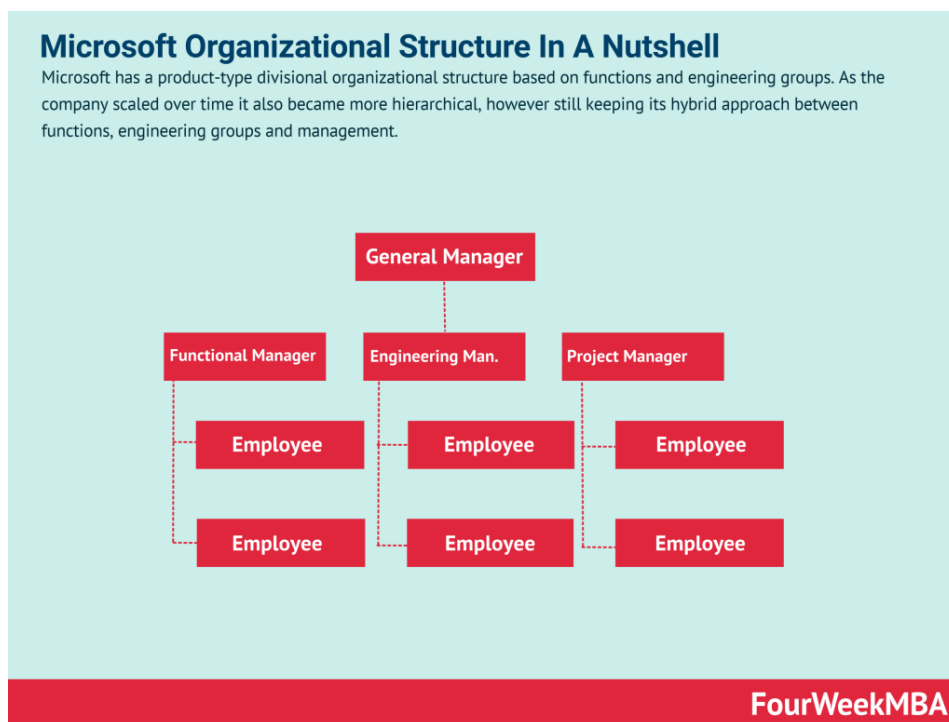 Microsoft Organizational Structure In A Nutshell
Microsoft has a product-type divisional organizational structure based on functions and engineering groups. As the
company scaled over time it also became more hierarchical, however still keeping its hybrid approach between
functions, engineering groups and management.
General Manager
Functional Manager
Engineering Man.
Project Manager
Employee
Employee
Employee
Employee
Employee
Employee
FourWeekMBA